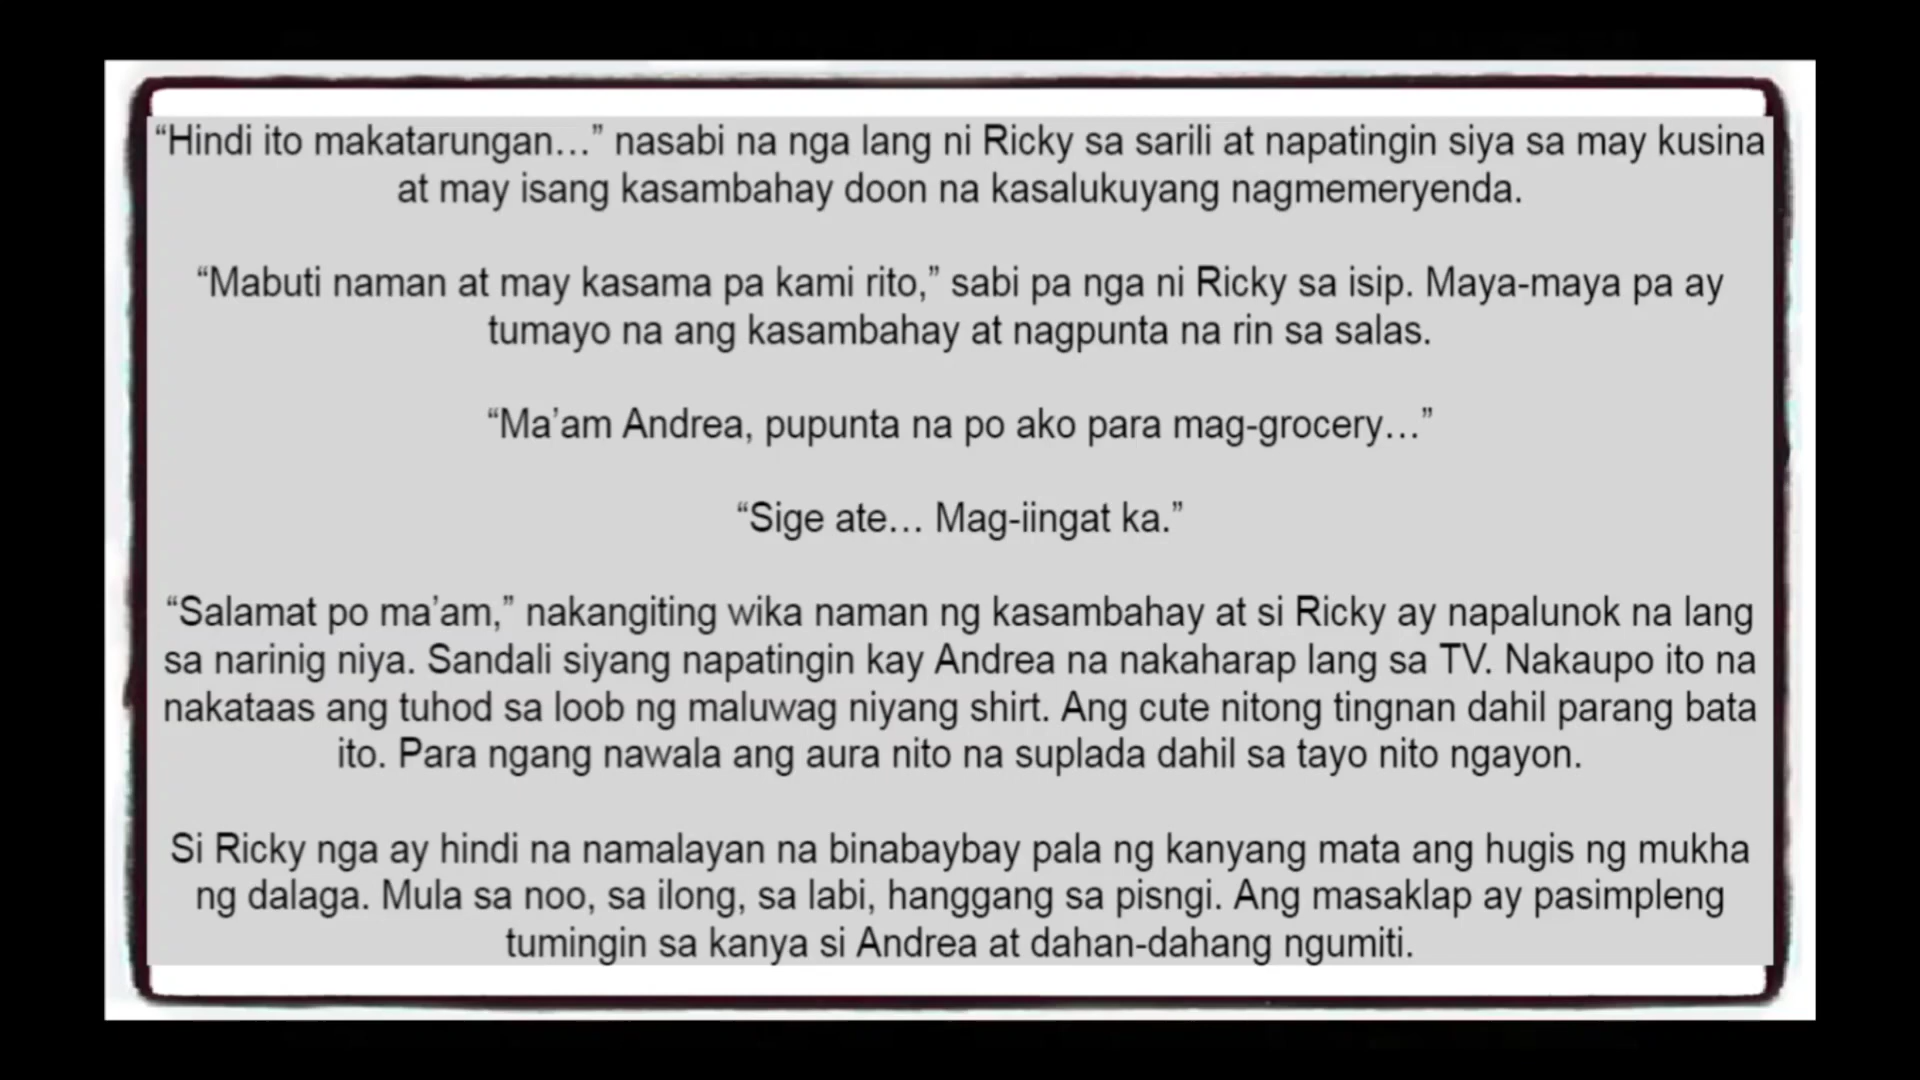 “Hindi ito makatarungan…” nasabi na nga lang ni Ricky sa sarili at napatingin siya sa may kusina
at may isang kasambahay doon na kasalukuyang nagmemeryenda.
“Mabuti naman at may kasama pa kami rito,” sabi pa nga ni Ricky sa isip. Maya-maya pa ay
tumayo na ang kasambahay at nagpunta na rin sa salas.
“Ma’am Andrea, pupunta na po ako para mag-grocery…”
“Sige ate… Mag-iingat ka.”
“Salamat po ma’am,” nakangiting wika naman ng kasambahay at si Ricky ay napalunok na lang
sa narinig niya. Sandali siyang napatingin kay Andrea na nakaharap lang sa TV. Nakaupo ito na
nakataas ang tuhod sa loob ng maluwag niyang shirt. Ang cute nitong tingnan dahil parang bata
ito. Para ngang nawala ang aura nito na suplada dahil sa tayo nito ngayon.
Si Ricky nga ay hindi na namalayan na binabaybay pala ng kanyang mata ang hugis ng mukha
ng dalaga. Mula sa noo, sa ilong, sa labi, hanggang sa pisngi. Ang masaklap ay pasimpleng
tumingin sa kanya si Andrea at dahan-dahang ngumiti.